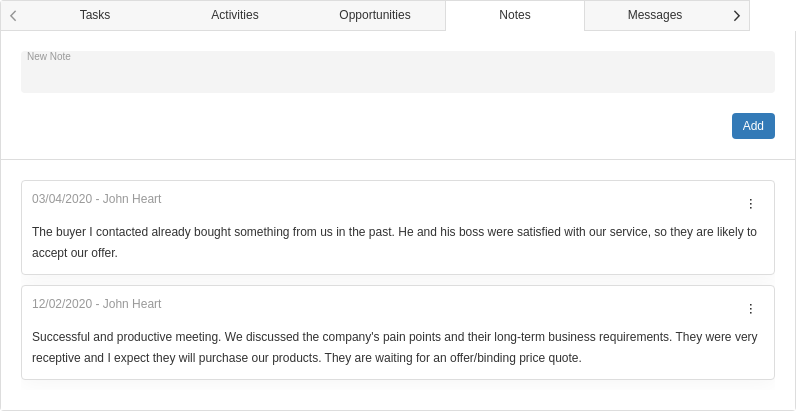 Tasks Activities Opportunities Notes Messages
New Note
Add
03/04/2020 - John Heart
The buyer I contacted already bought something from us in the past. He and his boss were satisfied with our service, so they are likely to
accept our offer.
12/02/2020 - John Heart
Successful and productive meeting. We discussed the company's pain points and their long-term business requirements. They were very
receptive and I expect they will purchase our products. They are waiting for an offer/binding price quote.